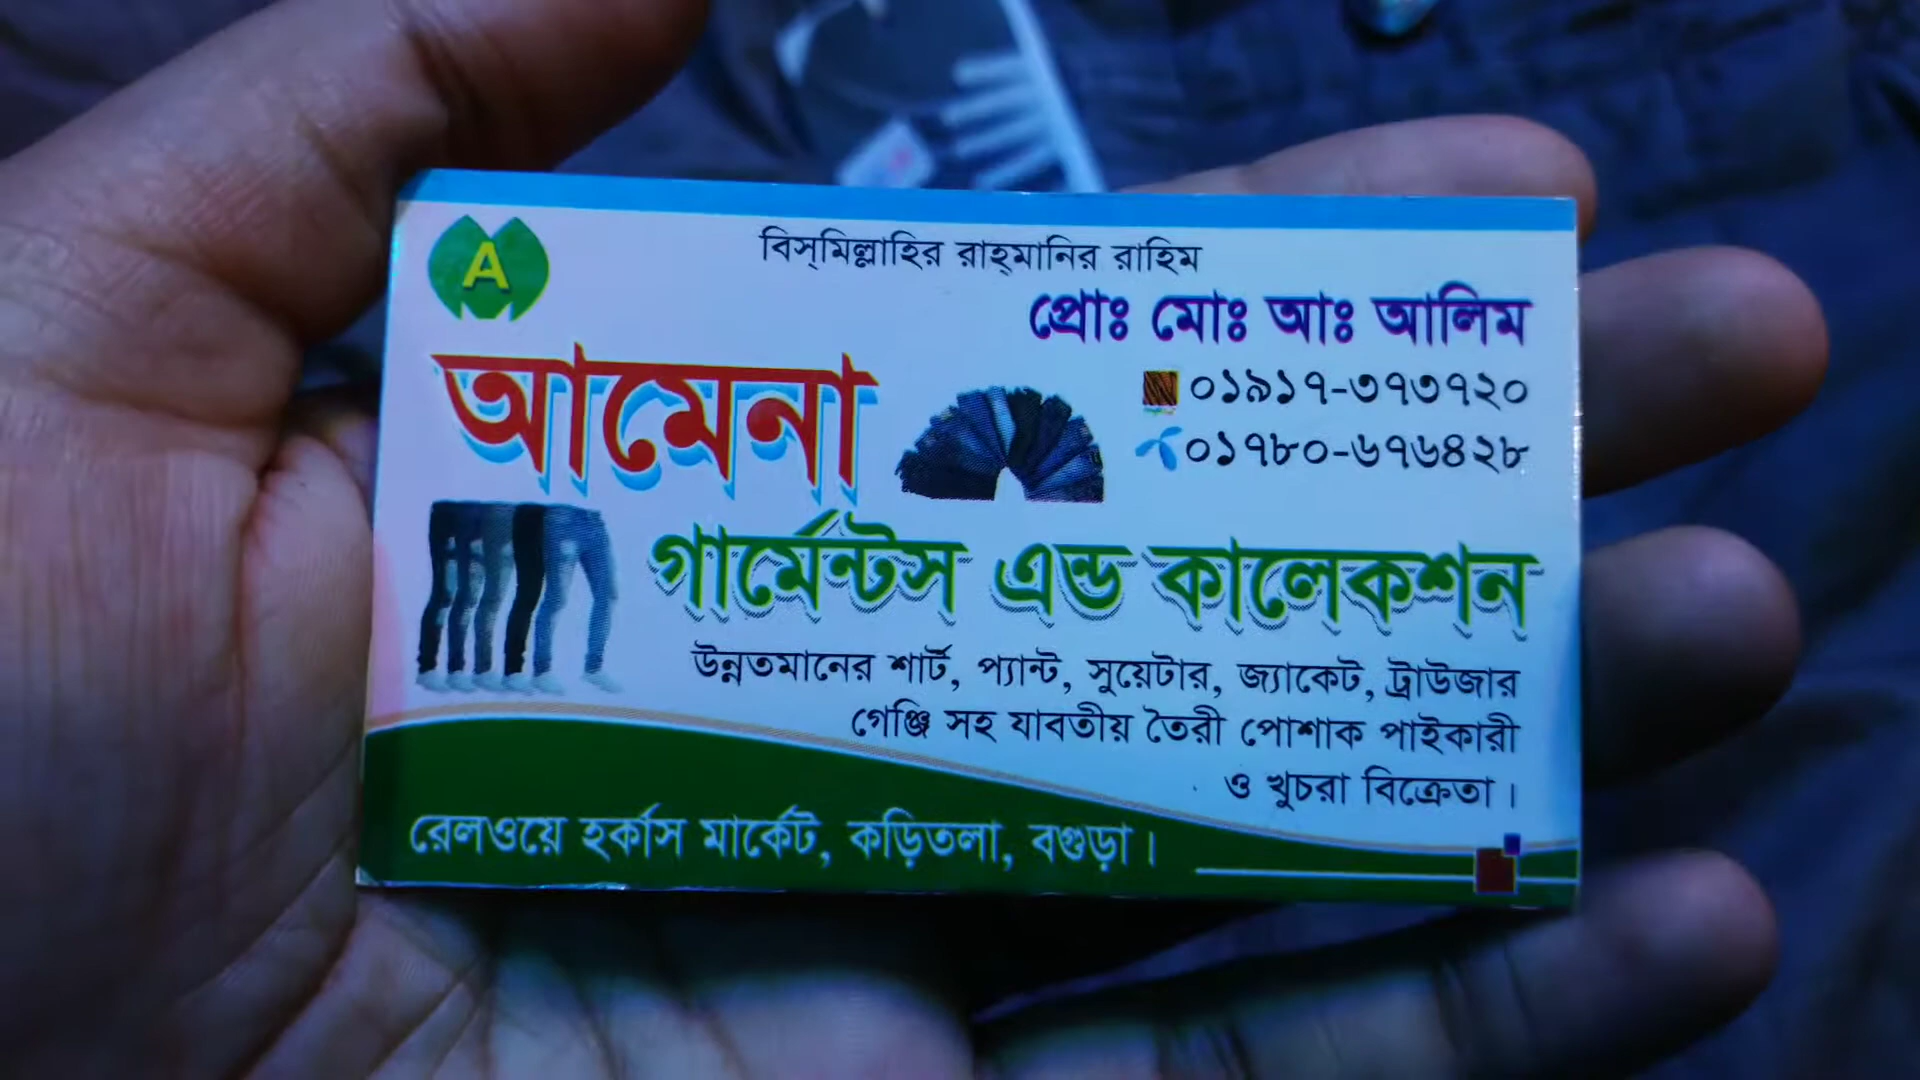 A
বিস্‌মিল্লাহির রাহ্‌মানির রাহিম
প্রোঃ মোঃ আঃ আলিম
০১৯১৭-৩৭৩৭২০
০১৭৮০-৬৭৬৪২৮
আমেনা
গার্মেন্টস এন্ড কালেকশন
উন্নতমানের শার্ট, প্যান্ট, সুয়েটার, জ্যাকেট, ট্রাউজার
গেঞ্জি সহ যাবতীয় তৈরী পোশাক পাইকারী
ও খুচরা বিক্রেতা।
রেলওয়ে হর্কাস মার্কেট, কড়িতলা, বগুড়া।